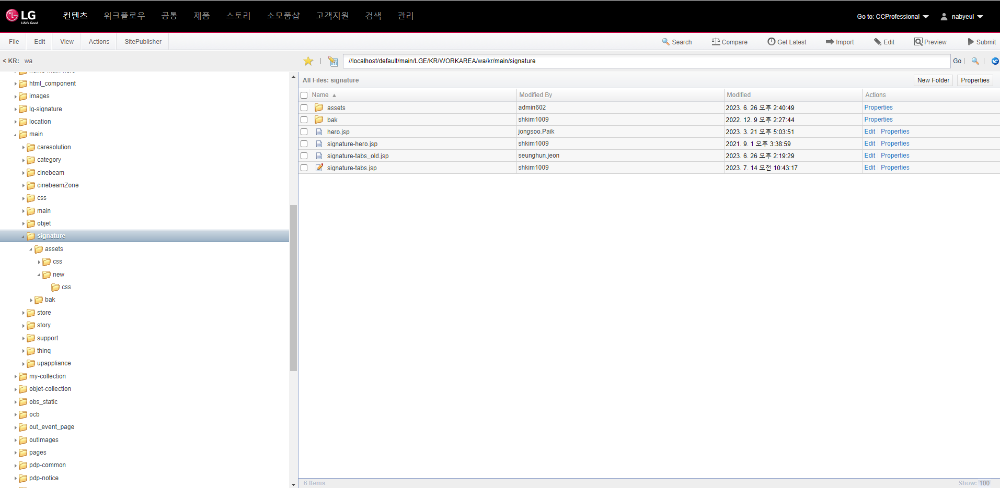 LG
Life's Good
컨텐츠 워크플로우 공통 제품 스토리 소모품샵 고객지원 검색 관리
Go to: CCProfessional nabyeul
File Edit View Actions SitePublisher
Search Compare Get Latest Import Edit Preview Submit
< KR: wa
//localhost/default/main/LGE/KR/WORKAREA/wa/kr/main/signature
Go
html_component
images
lg-signature
location
main
caresolution
category
cinebeam
cinebeamZone
css
main
objet
signature
assets
css
new
css
bak
store
story
support
thinq
upappliance
my-collection
objet-collection
obs_static
ocb
out_event_page
outImages
pages
pdp-common
pdp-notice
All Files: signature
New Folder Properties
Name Modified By Modified Actions
assets admin602 2023. 6. 26 오후 2:40:49 Properties
bak shkim1009 2022. 12. 9 오후 2:27:44 Properties
hero.jsp jongsoo.Paik 2023. 3. 21 오후 5:03:51 Edit Properties
signature-hero.jsp shkim1009 2021. 9. 1 오후 3:38:59 Edit Properties
signature-tabs_old.jsp seunghun.jeon 2023. 6. 26 오후 2:19:29 Edit Properties
signature-tabs.jsp shkim1009 2023. 7. 14 오전 10:43:17 Edit Properties
6 Items
Show: 100